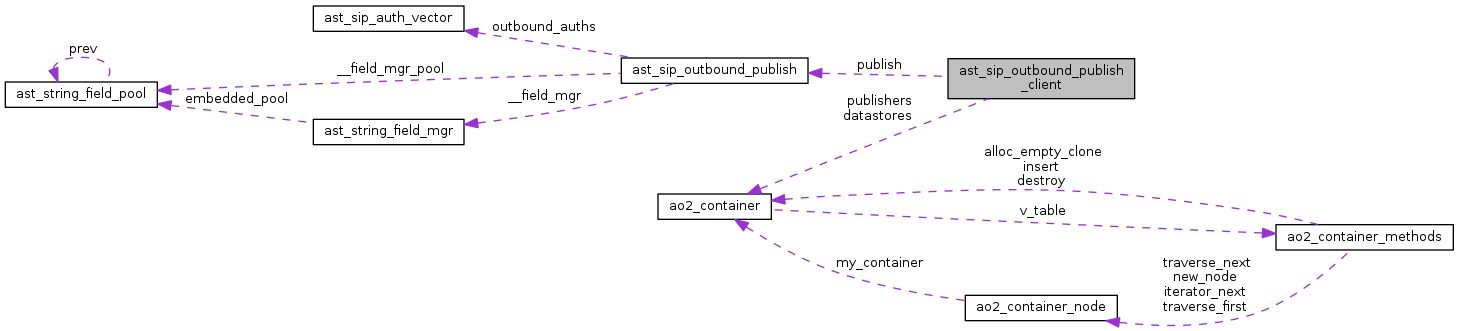 ast_sip_auth_vector
outbound_auths
prev
__field_mgr_pool
ast_sip_outbound_publish
publish
ast_sip_outbound_publish
_client
ast_string_field_pool
embedded_pool
__field_mgr
ast_string_field_mgr
publishers
datastores
alloc_empty_clone
insert
destroy
ao2_container
v_table
ao2_container_methods
my_container
traverse_next
new_node
iterator_next
traverse_first
ao2_container_node